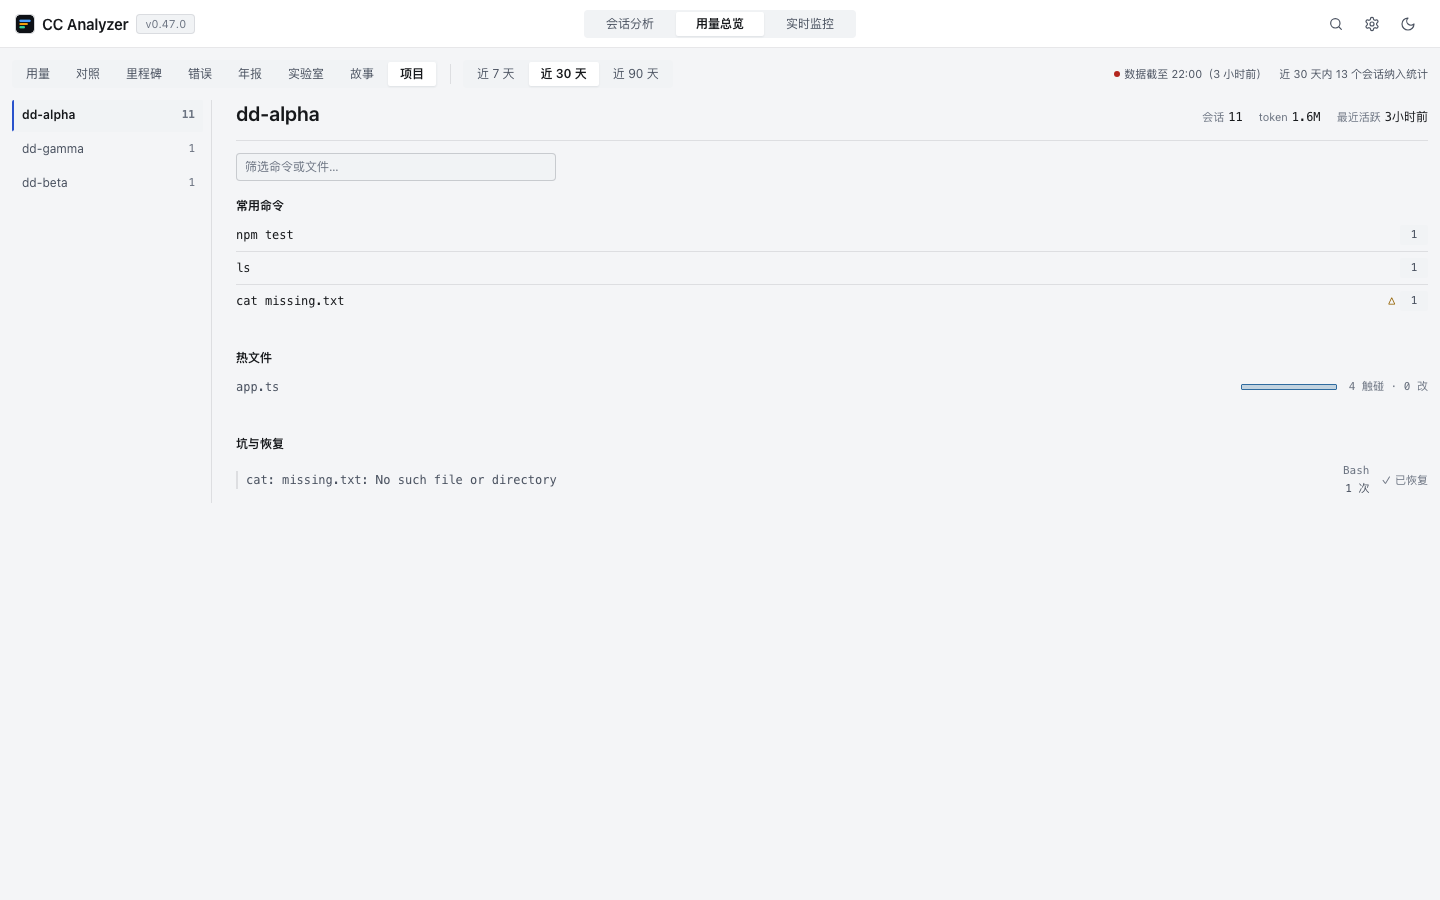 CC Analyzer v0.47.0 会话分析 用量总览 实时监控
用量 对照 里程碑 错误 年报 实验室 故事 项目 近 7 天 近 30 天 近 90 天 数据截至 22:00（3 小时前） 近 30 天内 13 个会话纳入统计
dd-alpha 11
dd-gamma 1
dd-beta 1
dd-alpha 会话 11 token 1.6M 最近活跃 3小时前
筛选命令或文件...
常用命令
npm test 1
ls 1
cat missing.txt △ 1
热文件
app.ts 4 触碰 · 0 改
坑与恢复
cat: missing.txt: No such file or directory Bash
1 次 ✓ 已恢复